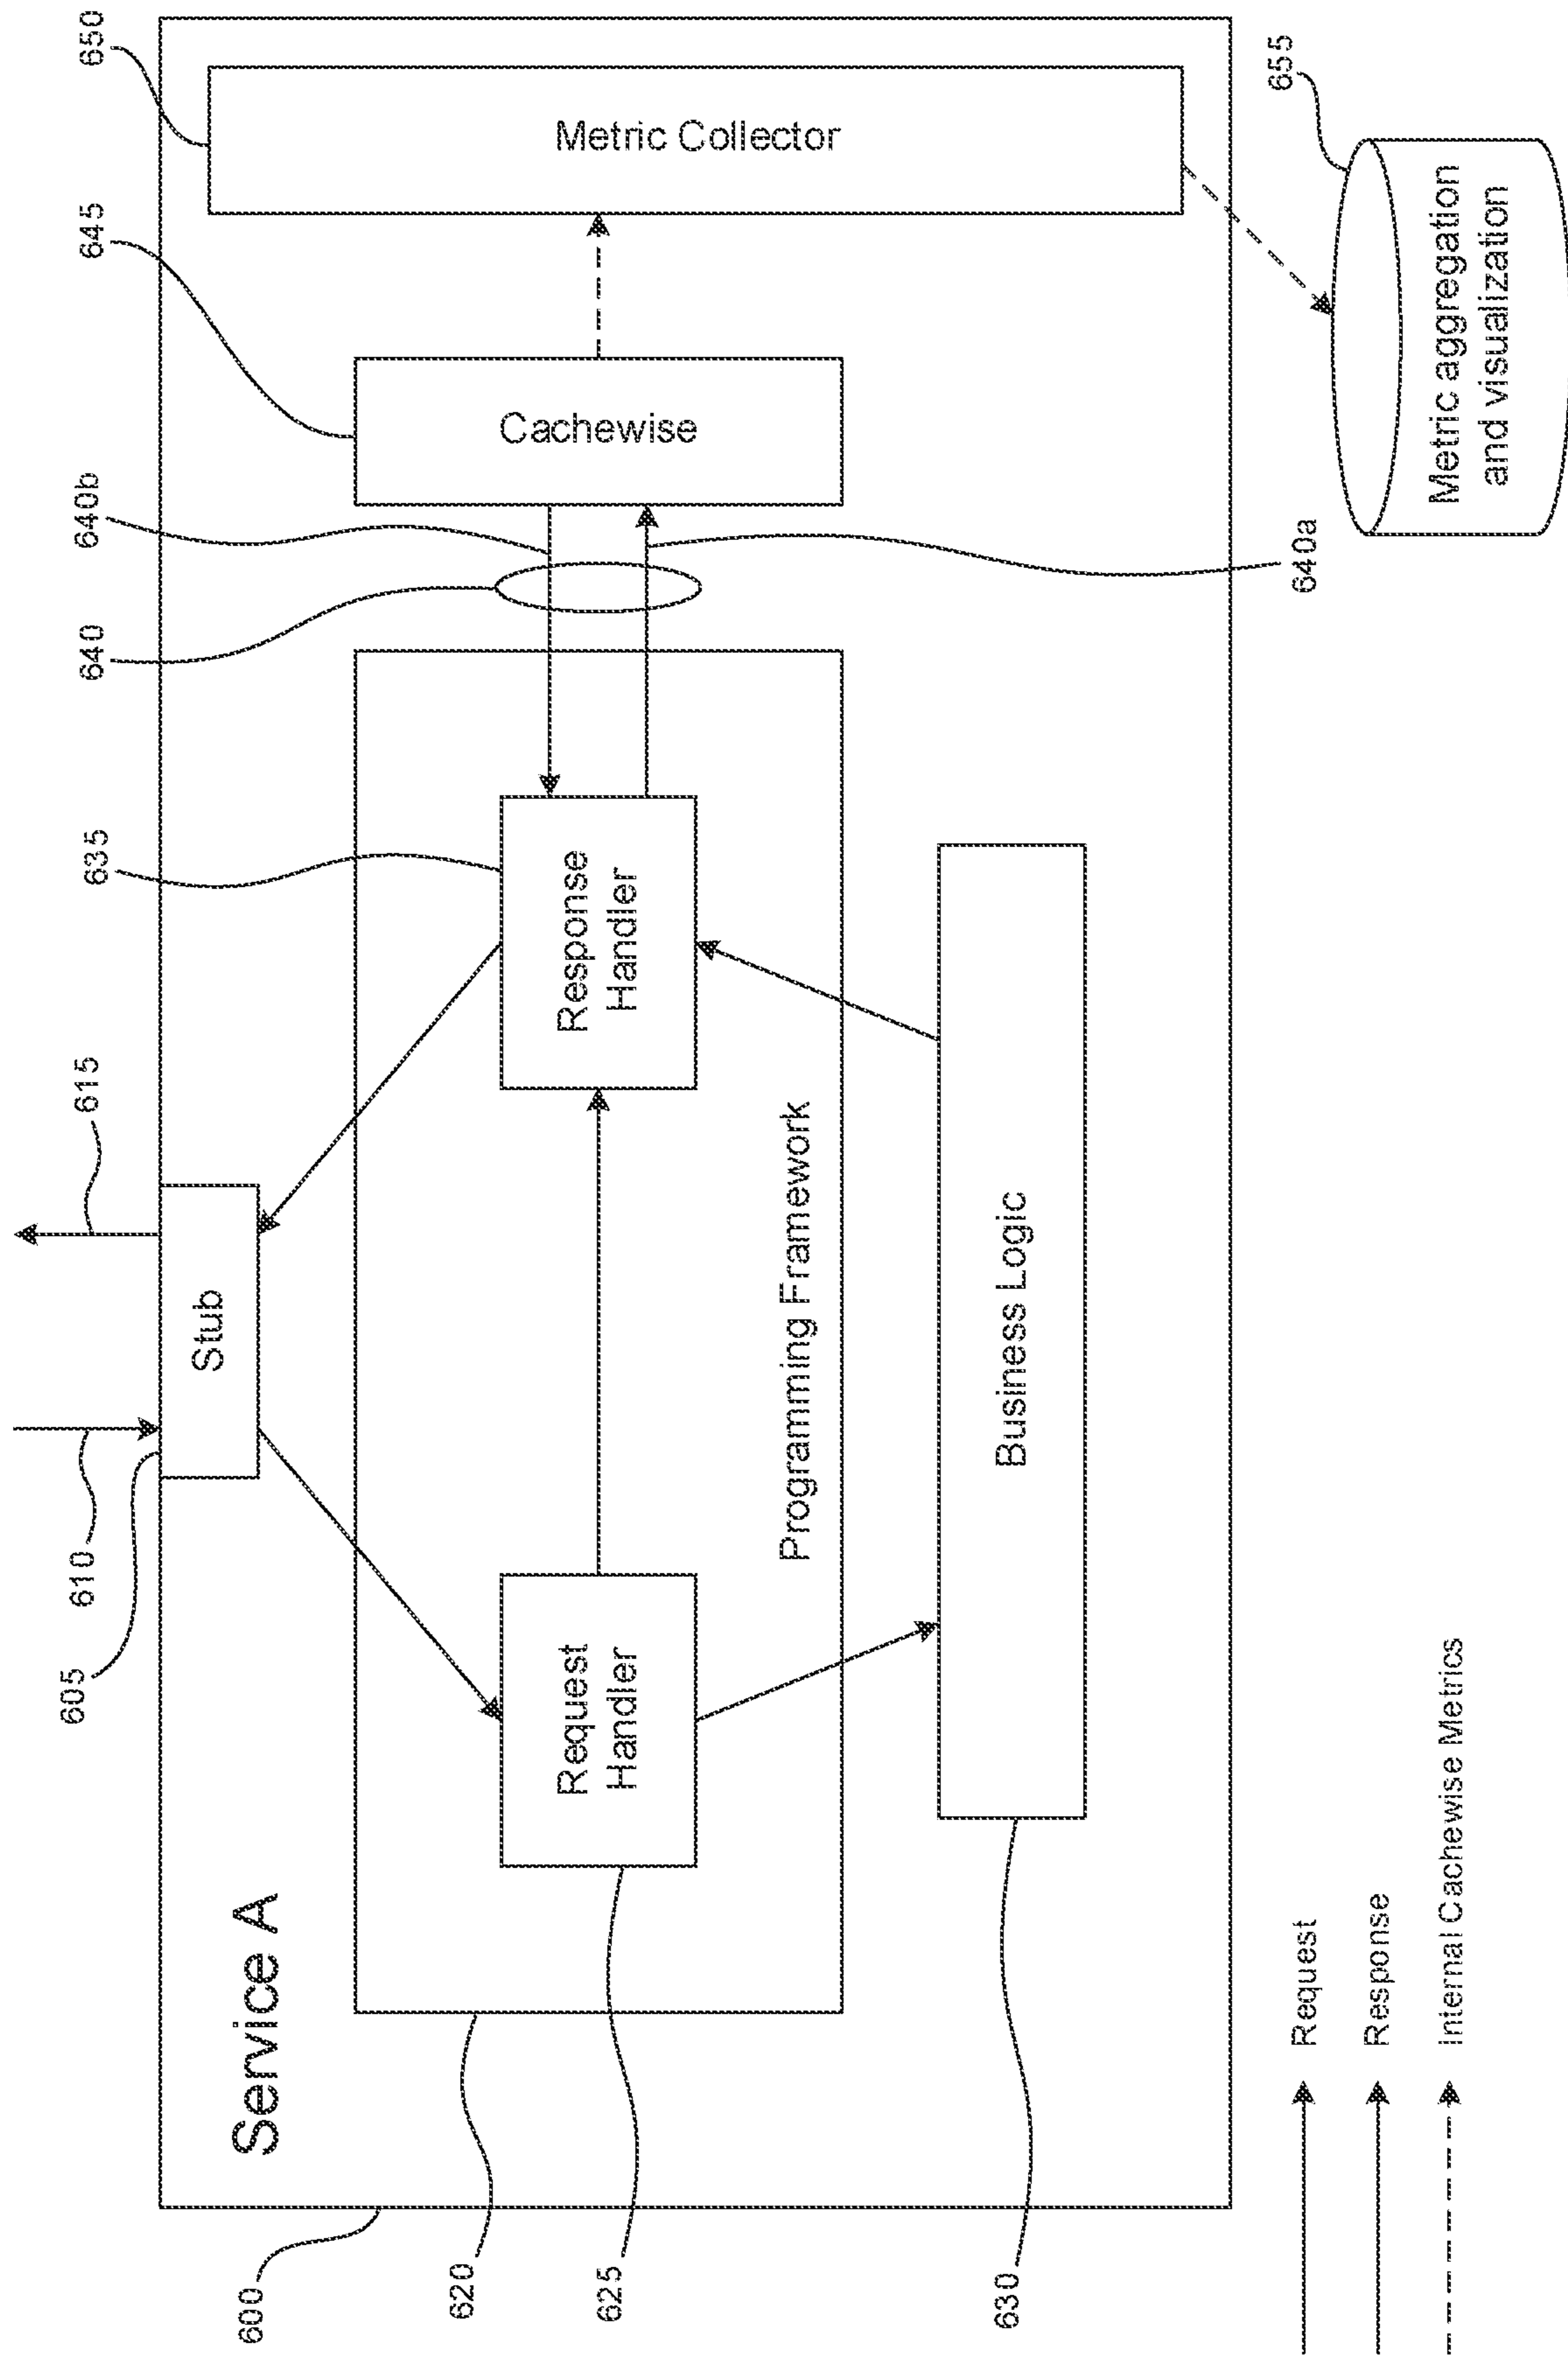 Service A
600
605
610
Stub
615
620
625
Request
Handler
Response
Handler
635
Programming Framework
630
Business Logic
640
640b
640a
645
Cachewise
650
Metric Collector
655
Metric aggregation
and visualization
Request
Response
Internal Cachewise Metrics